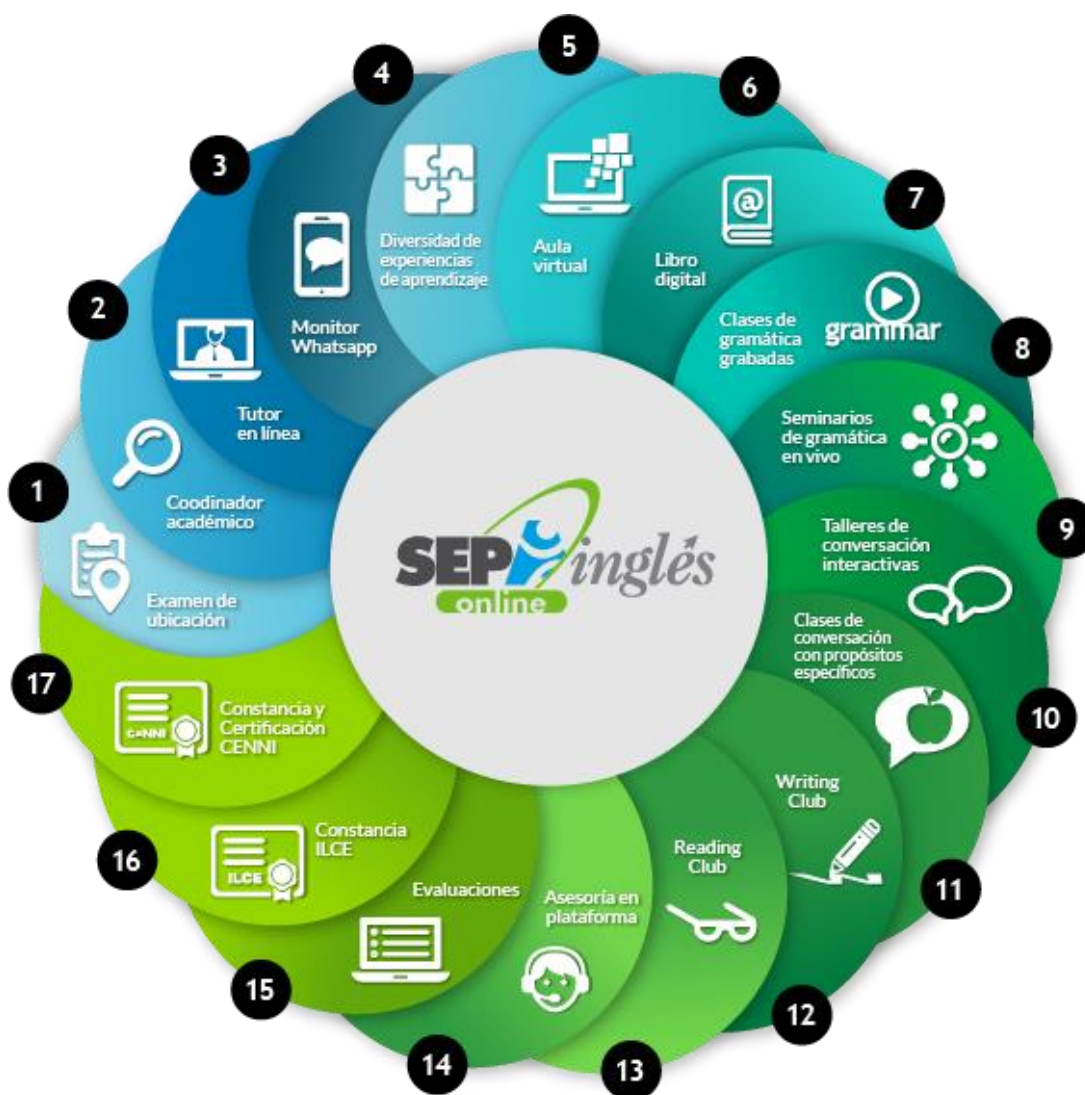 1
Examen de
ubicación
2
Coodinador
académico
3
Tutor
en línea
4
Monitor
Whatsapp
5
Diversidad de
experiencias
de aprendizaje
6
Aula
virtual
7
Libro
digital
8
Clases de
gramática
grabadas
grammar
9
Seminarios
de gramática
en vivo
10
Talleres de
conversación
interactivas
11
Clases de
conversación
con propósitos
específicos
12
Writing
Club
13
Reading
Club
14
Asesoría en
plataforma
15
Evaluaciones
16
Constancia
ILCE
ILCE
17
Constancia y
Certificación
CENNI
CENNI
SEP inglés
online
@